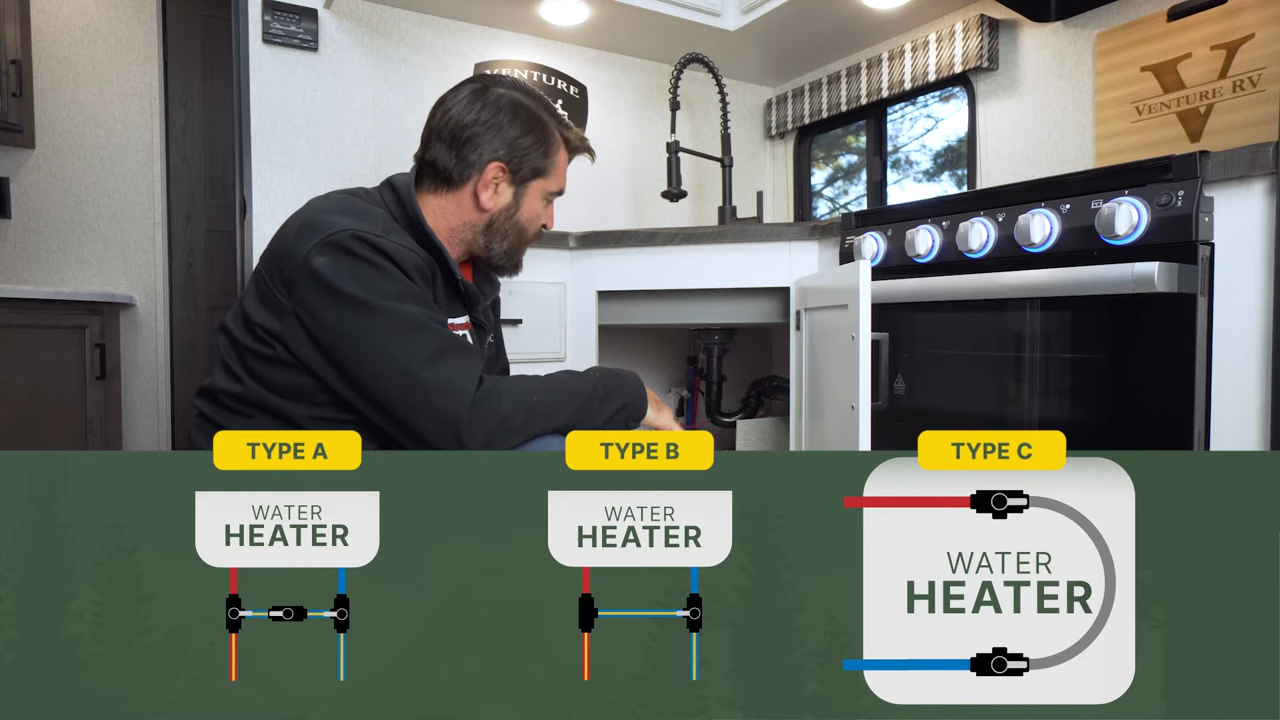 VENTURE
V
VENTURE RV
TYPE A
TYPE B
TYPE C
WATER
HEATER
WATER
HEATER
WATER
HEATER